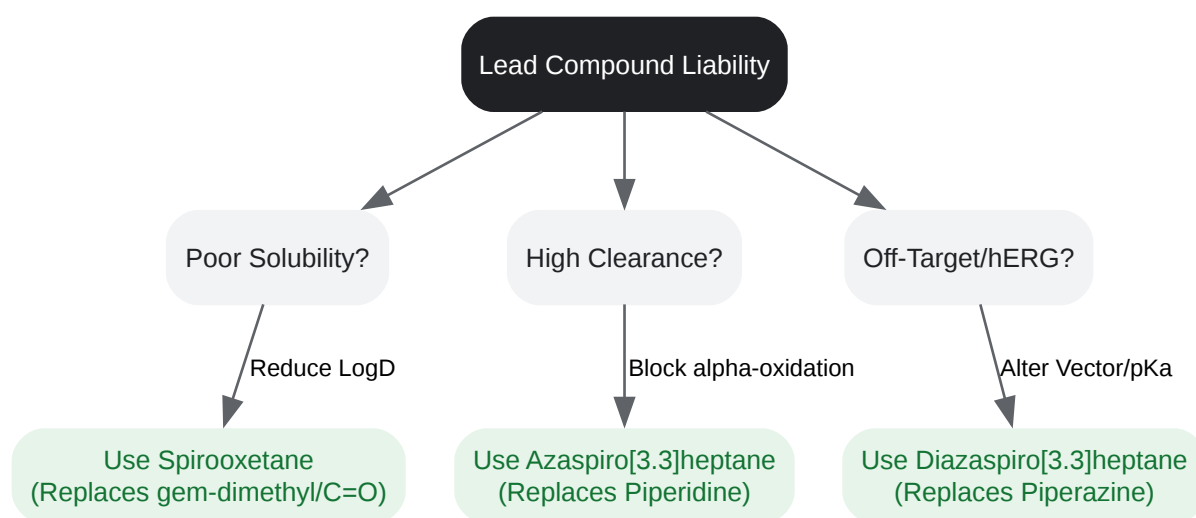 Lead Compound Liability
Poor Solubility?
High Clearance?
Off-Target/hERG?
Reduce LogD
Block alpha-oxidation
Alter Vector/pKa
Use Spirooxetane
(Replaces gem-dimethyl/C=O)
Use Azaspiro[3.3]heptane
(Replaces Piperidine)
Use Diazaspiro[3.3]heptane
(Replaces Piperazine)